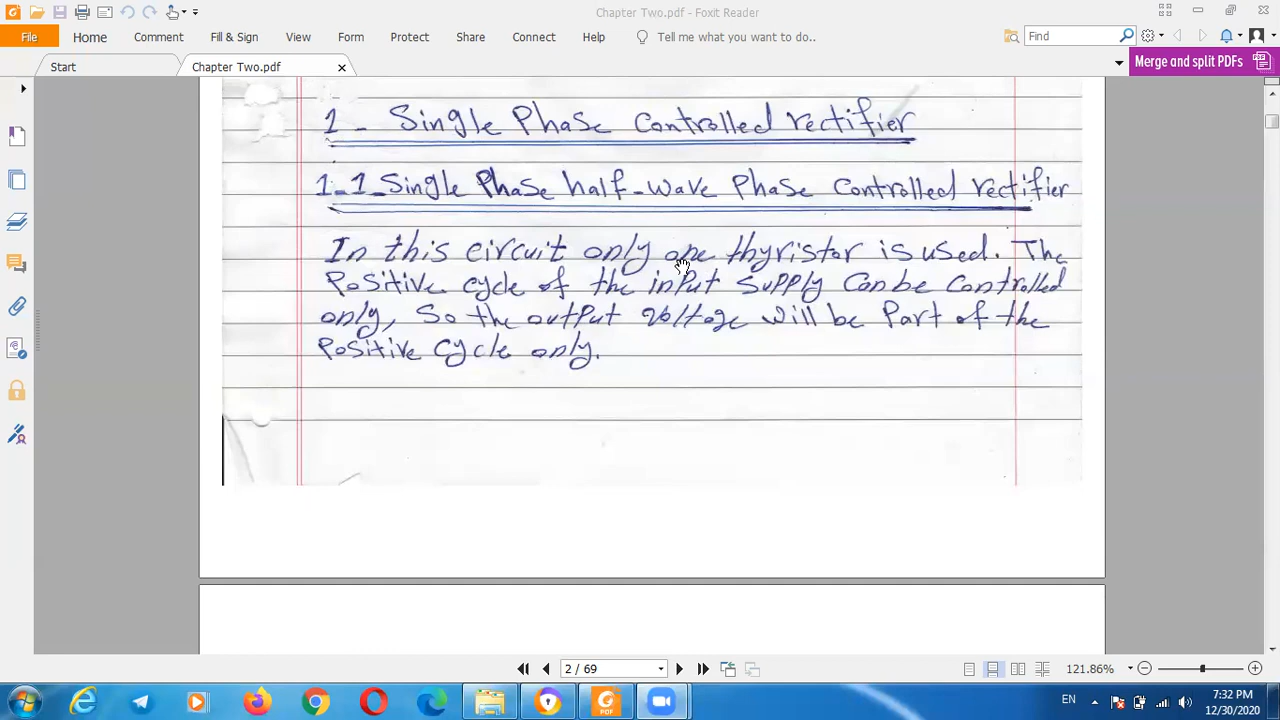 Chapter Two.pdf - Foxit Reader
File Home Comment Fill & Sign View Form Protect Share Connect Help Tell me what you want to do.. Find
Start Chapter Two.pdf Merge and split PDFs
1 - Single Phase Controlled rectifier
1-1-Single Phase half-wave Phase Controlled rectifier
In this circuit only one thyristor is used. The
Positive cycle of the input supply Can be Controlled
only, So the output voltage will be Part of the
Positive Cycle only.
2 / 69 121.86%
EN 7:32 PM
12/30/2020